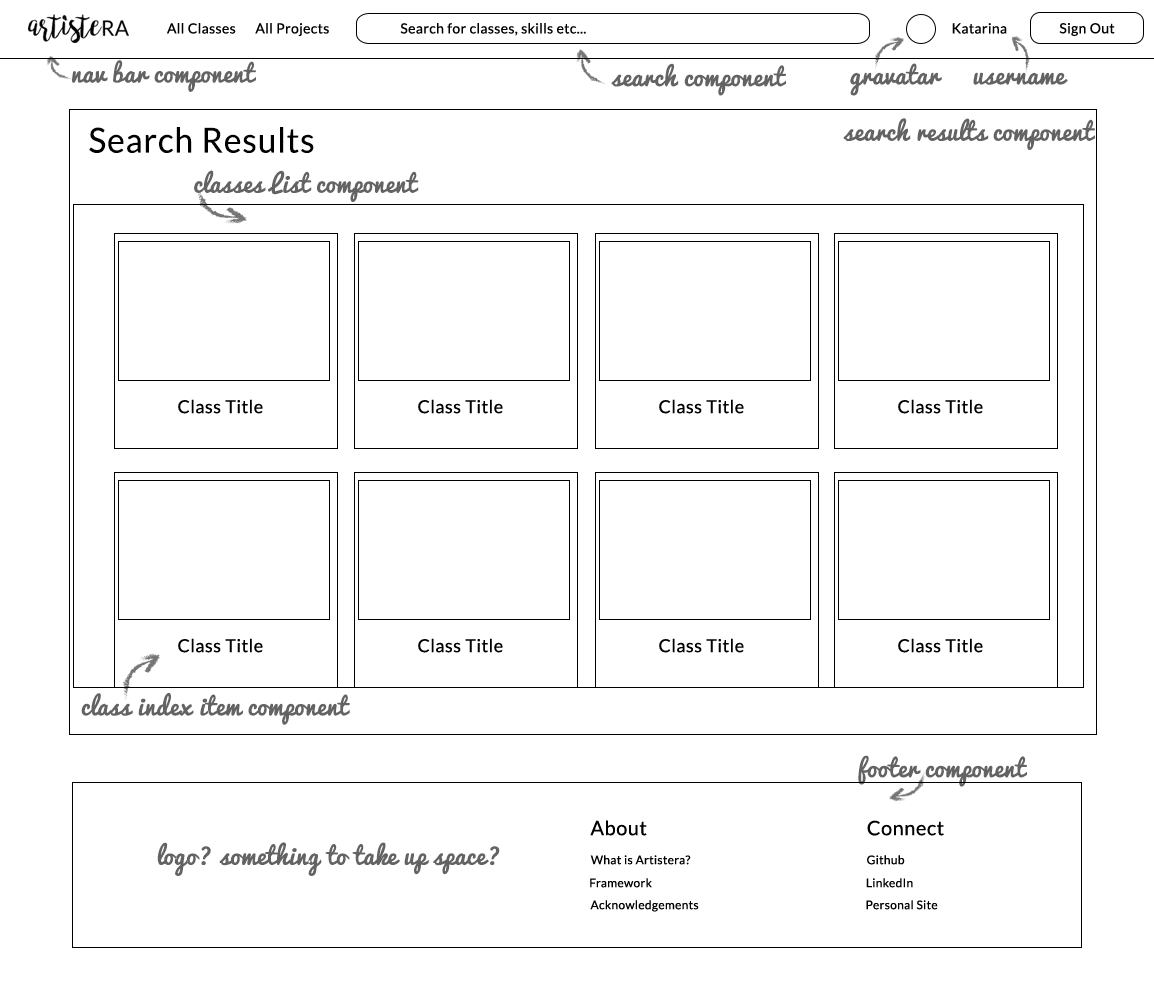 artisteRA All Classes All Projects Search for classes, skills etc... Katarina Sign Out
nav bar component search component gravatar username
Search Results search results component
classes List component
Class Title Class Title Class Title Class Title
Class Title Class Title Class Title Class Title
class index item component
footer component
About Connect
logo? something to take up space? What is Artistera? Github
Framework LinkedIn
Acknowledgements Personal Site